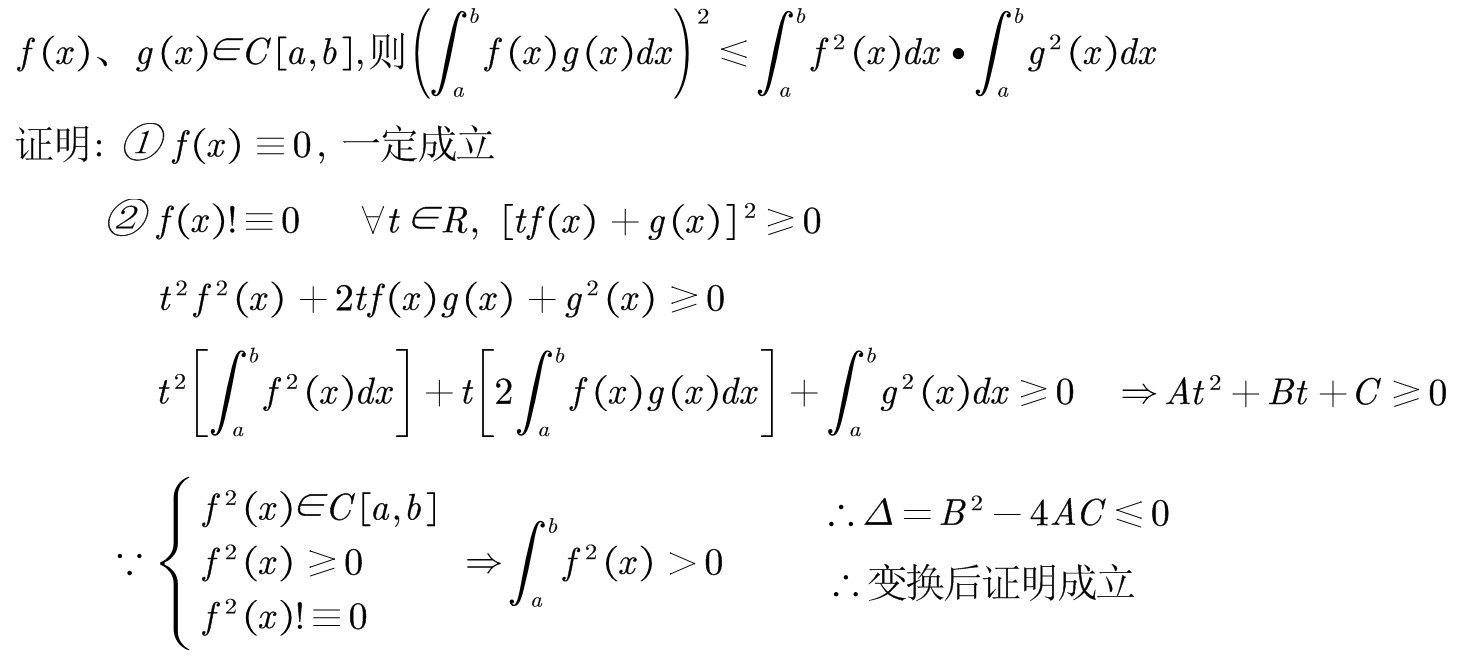 f(x)、g(x)∈C[a,b],则(∫_a^b f(x)g(x)dx)^2 ≤ ∫_a^b f^2(x)dx • ∫_a^b g^2(x)dx
证明: ① f(x) ≡ 0, 一定成立
② f(x)! ≡ 0 ∀t∈R, [tf(x) + g(x)]^2 ≥ 0
t^2 f^2(x) + 2tf(x)g(x) + g^2(x) ≥ 0
t^2[∫_a^b f^2(x)dx] + t[2∫_a^b f(x)g(x)dx] + ∫_a^b g^2(x)dx ≥ 0 ⇒ At^2 + Bt + C ≥ 0
∵ { f^2(x)∈C[a,b]
f^2(x) ≥ 0
f^2(x)! ≡ 0
⇒ ∫_a^b f^2(x) > 0
∴ Δ = B^2 − 4AC ≤ 0
∴ 变换后证明成立